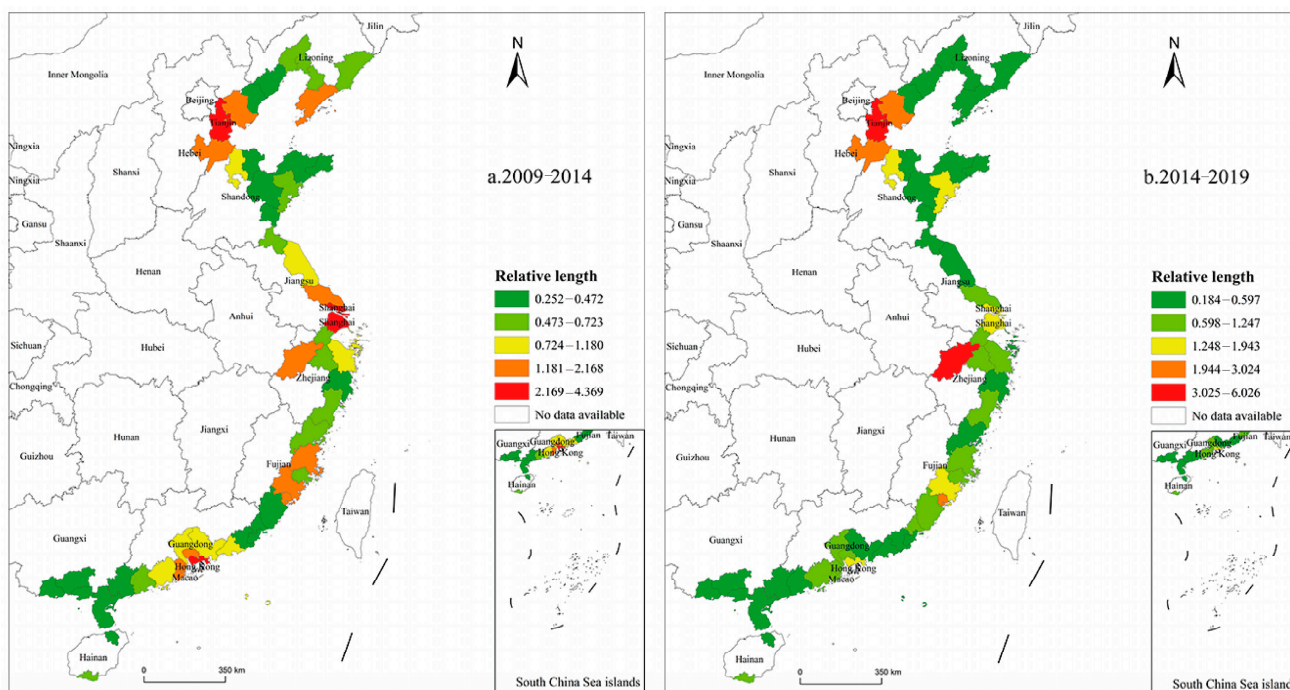 Jilin
Inner Mongolia
Liaoning
Beijing
Tianjin
Hebei
Ningxia
Shanxi
Ningxia
Shandong
Gansu
Shaanxi
Henan
Jiangsu
Anhui
Shanghai
Shanghai
Sichuan
Hubei
Chongqing
Zhejiang
Hunan
Jiangxi
Guizhou
Fujian
Taiwan
Guangxi
Guangdong
Hong Kong
Macao
Hainan
0 350 km
N
a.2009-2014
Relative length
0.252–0.472
0.473–0.723
0.724–1.180
1.181–2.168
2.169–4.369
No data available
Guangxi
Guangdong
Fujian
Taiwan
Hong Kong
Hainan
South China Sea islands
Jilin
Inner Mongolia
Liaoning
Beijing
Tianjin
Hebei
Ningxia
Shanxi
Ningxia
Shandong
Gansu
Shaanxi
Henan
Jiangsu
Anhui
Shanghai
Shanghai
Sichuan
Hubei
Chongqing
Zhejiang
Hunan
Jiangxi
Guizhou
Fujian
Taiwan
Guangxi
Guangdong
Hong Kong
Macao
Hainan
0 350 km
N
b.2014-2019
Relative length
0.184–0.597
0.598–1.247
1.248–1.943
1.944–3.024
3.025–6.026
No data available
Guangxi
Guangdong
Fujian
Taiwan
Hong Kong
Hainan
South China Sea islands